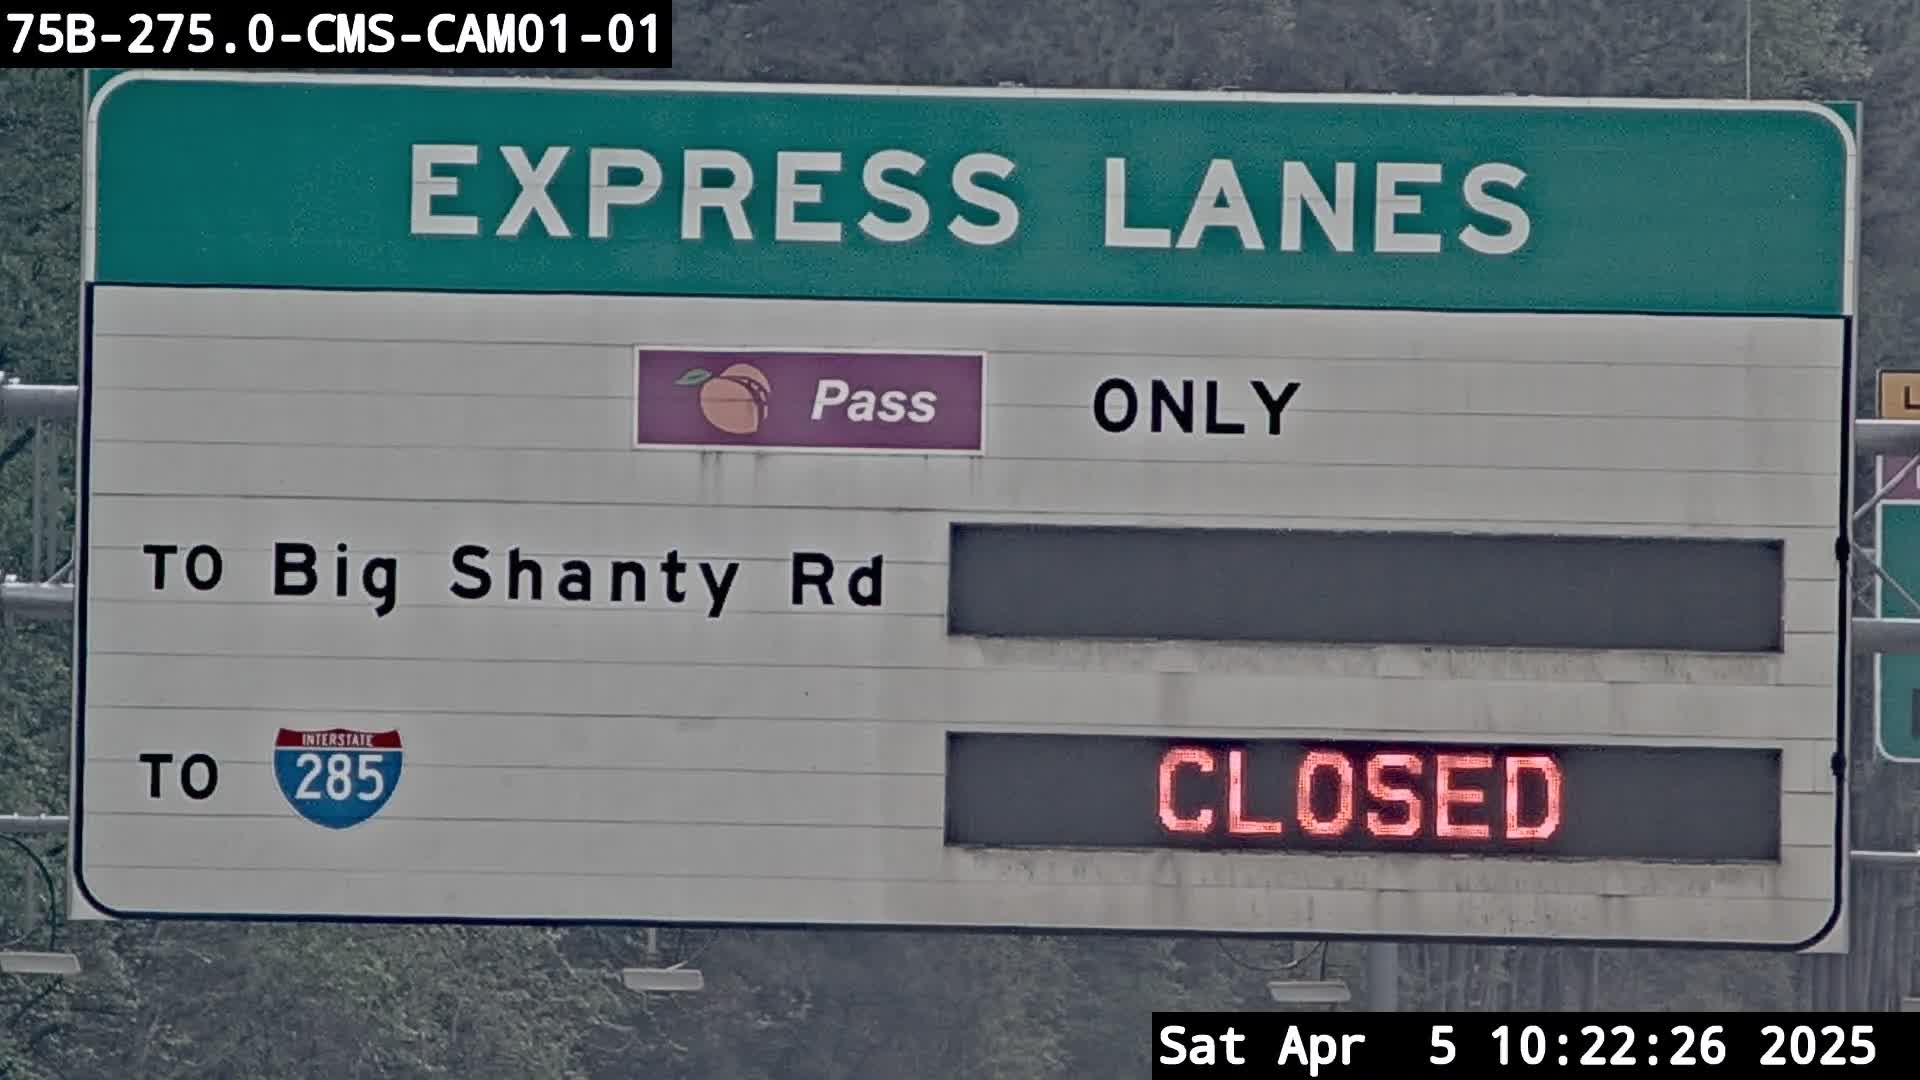 75B-275.0-CMS-CAM01-01
EXPRESS LANES
Pass ONLY
TO Big Shanty Rd
TO INTERSTATE 285 CLOSED
L
Sat Apr 5 10:22:26 2025